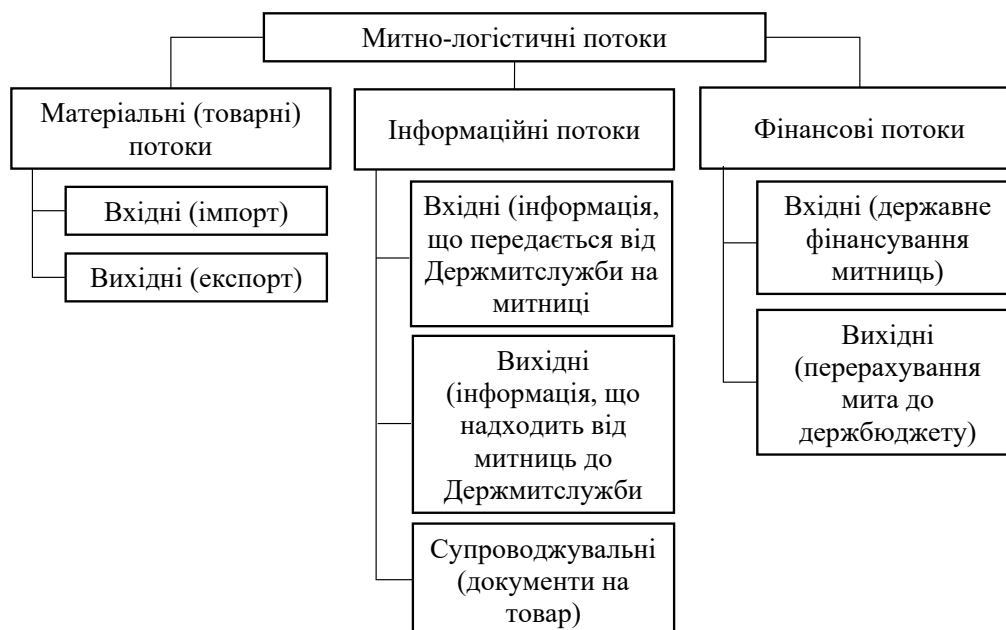 Митно-логістичні потоки
Матеріальні (товарні)
потоки
Вхідні (імпорт)
Вихідні (експорт)
Інформаційні потоки
Вхідні (інформація,
що передається від
Держмитслужби на
митниці
Вихідні
(інформація, що
надходить від
митниць до
Держмитслужби
Супроводжувальні
(документи на
товар)
Фінансові потоки
Вхідні (державне
фінансування
митниць)
Вихідні
(перерахування
мита до
держбюджету)